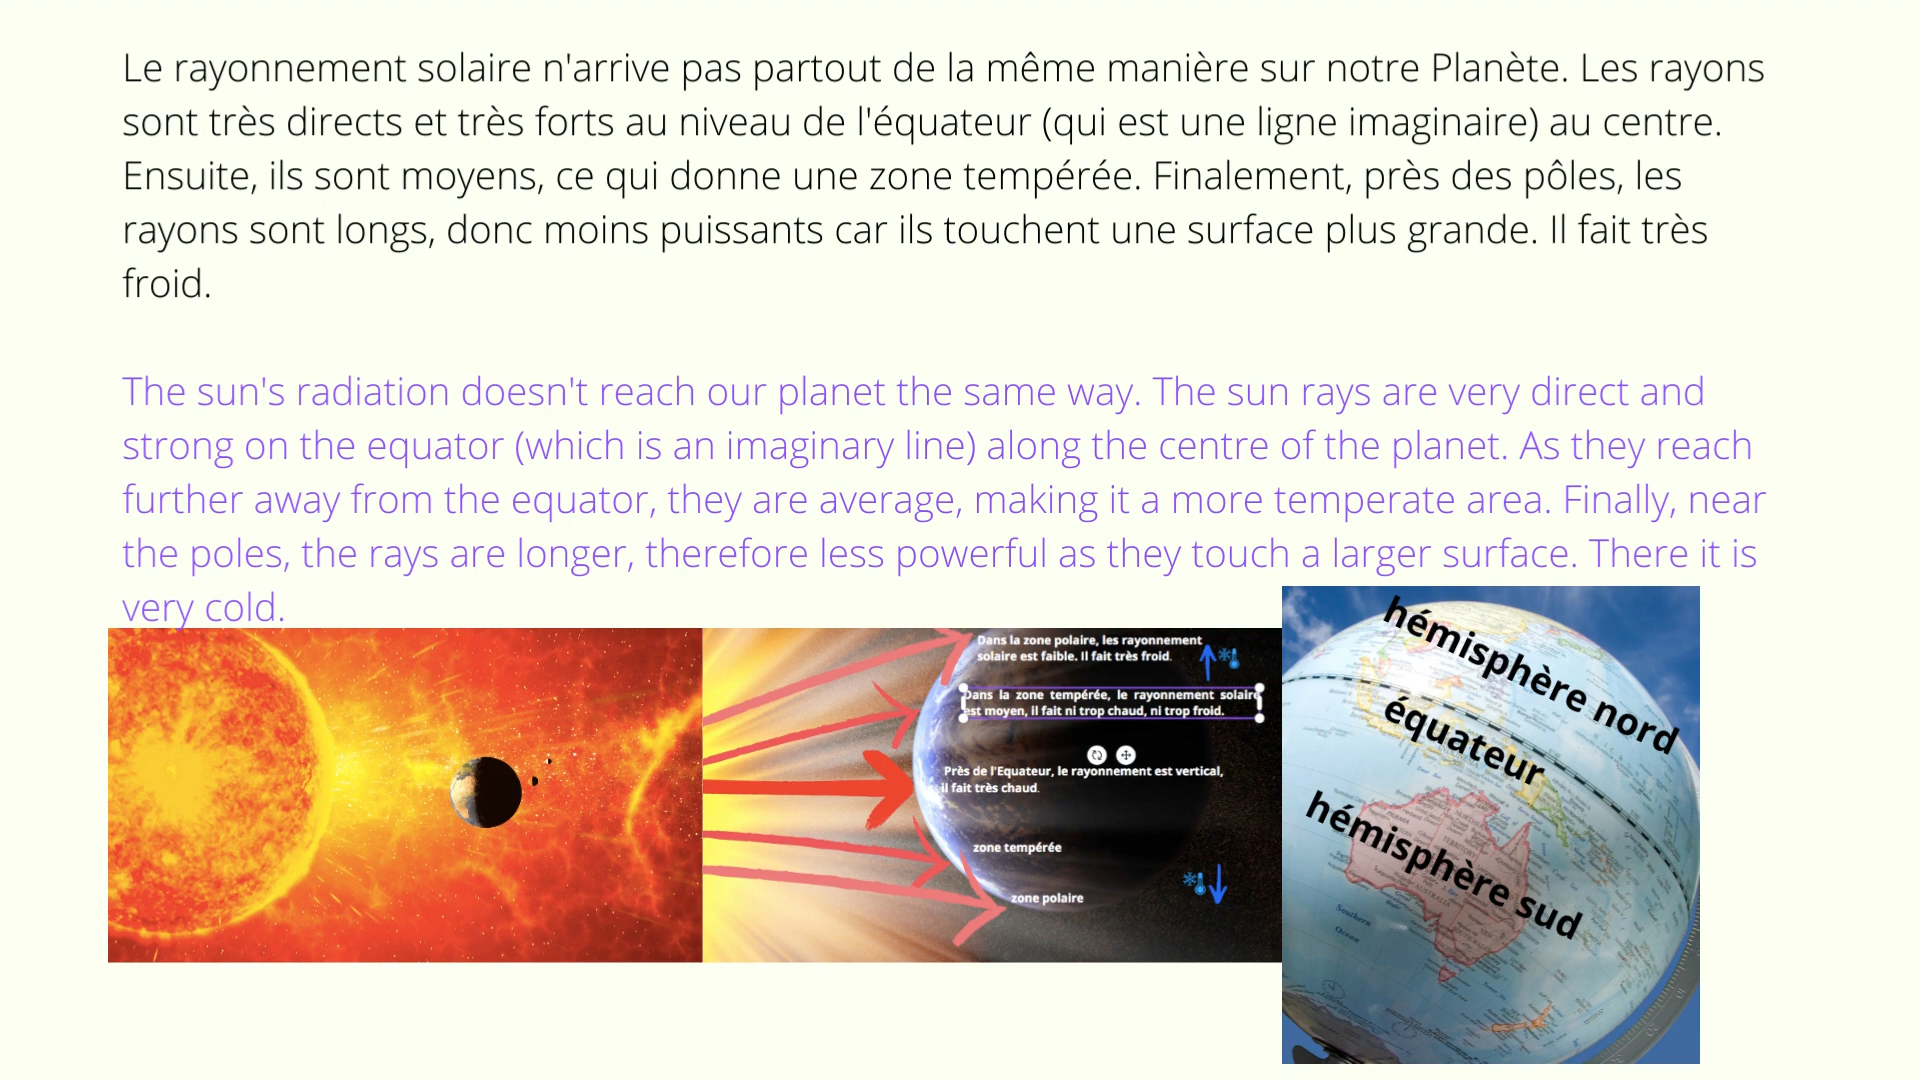 Le rayonnement solaire n'arrive pas partout de la même manière sur notre Planète. Les rayons
sont très directs et très forts au niveau de l'équateur (qui est une ligne imaginaire) au centre.
Ensuite, ils sont moyens, ce qui donne une zone tempérée. Finalement, près des pôles, les
rayons sont longs, donc moins puissants car ils touchent une surface plus grande. Il fait très
froid.
The sun's radiation doesn't reach our planet the same way. The sun rays are very direct and
strong on the equator (which is an imaginary line) along the centre of the planet. As they reach
further away from the equator, they are average, making it a more temperate area. Finally, near
the poles, the rays are longer, therefore less powerful as they touch a larger surface. There it is
very cold.
Dans la zone polaire, les rayonnement
solaire est faible. Il fait très froid.
Dans la zone tempérée, le rayonnement solaire
est moyen, il fait ni trop chaud, ni trop froid.
Près de l'Equateur, le rayonnement est vertical,
il fait très chaud.
zone tempérée
zone polaire
hémisphère nord
équateur
hémisphère sud
AUSTRALIA
Southern
Ocean